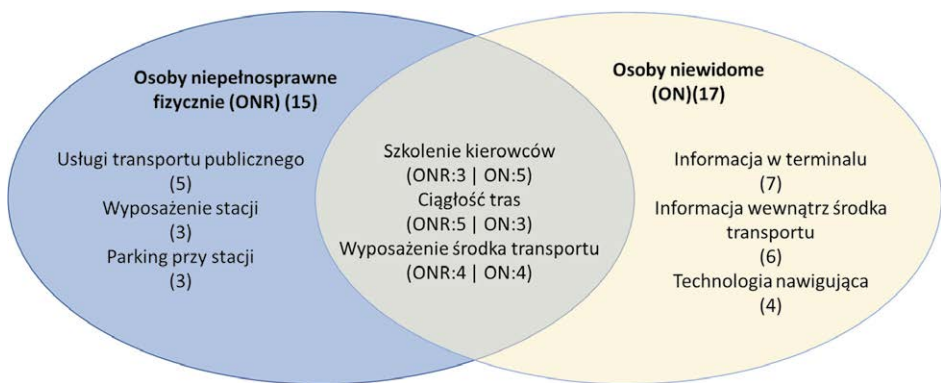 Osoby niepełnosprawne
fizycznie (ONR) (15)
Usługi transportu publicznego
(5)
Wyposażenie stacji
(3)
Parking przy stacji
(3)
Szkolenie kierowców
(ONR:3 | ON:5)
Ciągłość tras
(ONR:5 | ON:3)
Wyposażenie środka transportu
(ONR:4 | ON:4)
Osoby niewidome
(ON)(17)
Informacja w terminalu
(7)
Informacja wewnątrz środka
transportu
(6)
Technologia nawigująca
(4)